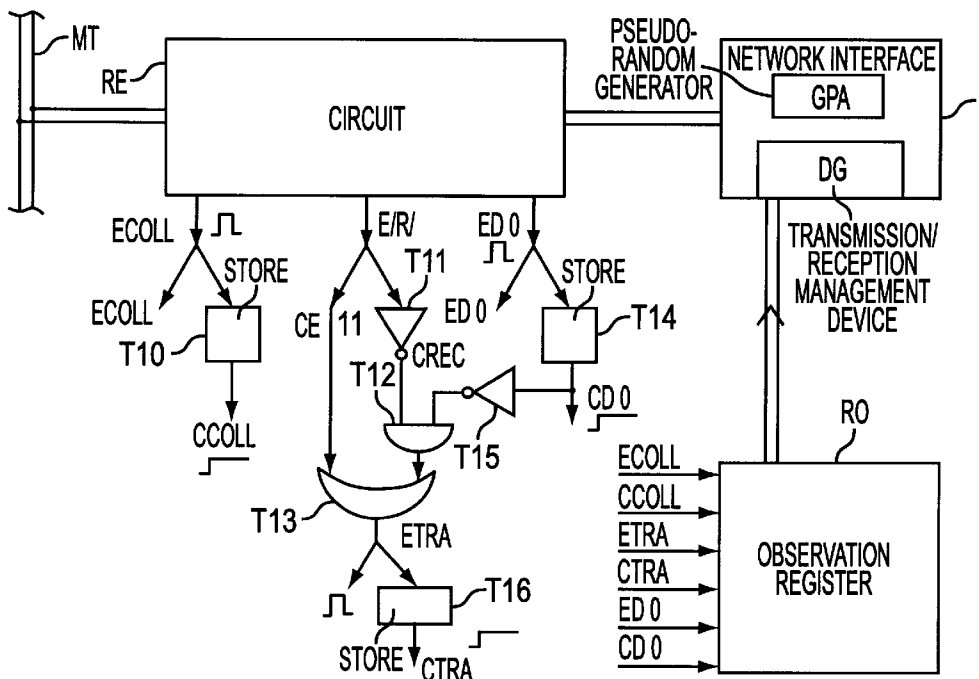 MT
RE
CIRCUIT
PSEUDO-
RANDOM
GENERATOR
NETWORK INTERFACE
GPA
DG
TRANSMISSION/
RECEPTION
MANAGEMENT
DEVICE
ECOLL
E/R/
ED 0
STORE
ECOLL
T10
CCOLL
CE 11
T11
CREC
T12
ED 0
STORE
T14
CD 0
T15
T13
ETRA
T16
STORE
CTRA
RO
ECOLL
CCOLL
ETRA
CTRA
ED 0
CD 0
OBSERVATION
REGISTER